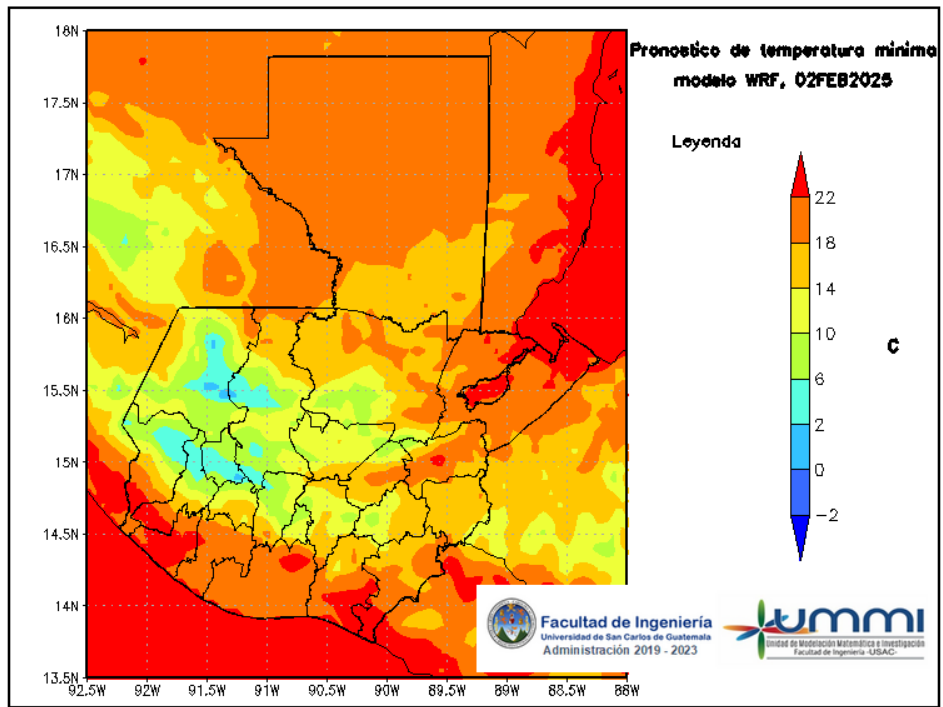 Pronostico de temperatura minima
modelo WRF, 02FEB2025
Leyenda
22
18
14
10
6
2
0
−2
C
18N
17.5N
17N
16.5N
16N
15.5N
15N
14.5N
14N
13.5N
92.5W 92W 91.5W 91W 90.5W 90W 89.5W 89W 88.5W 88W
Facultad de Ingeniería
Universidad de San Carlos de Guatemala
Administración 2019 - 2023
UMMI
Unidad de Modelación Matemática e Investigación
Facultad de Ingeniería -USAC-